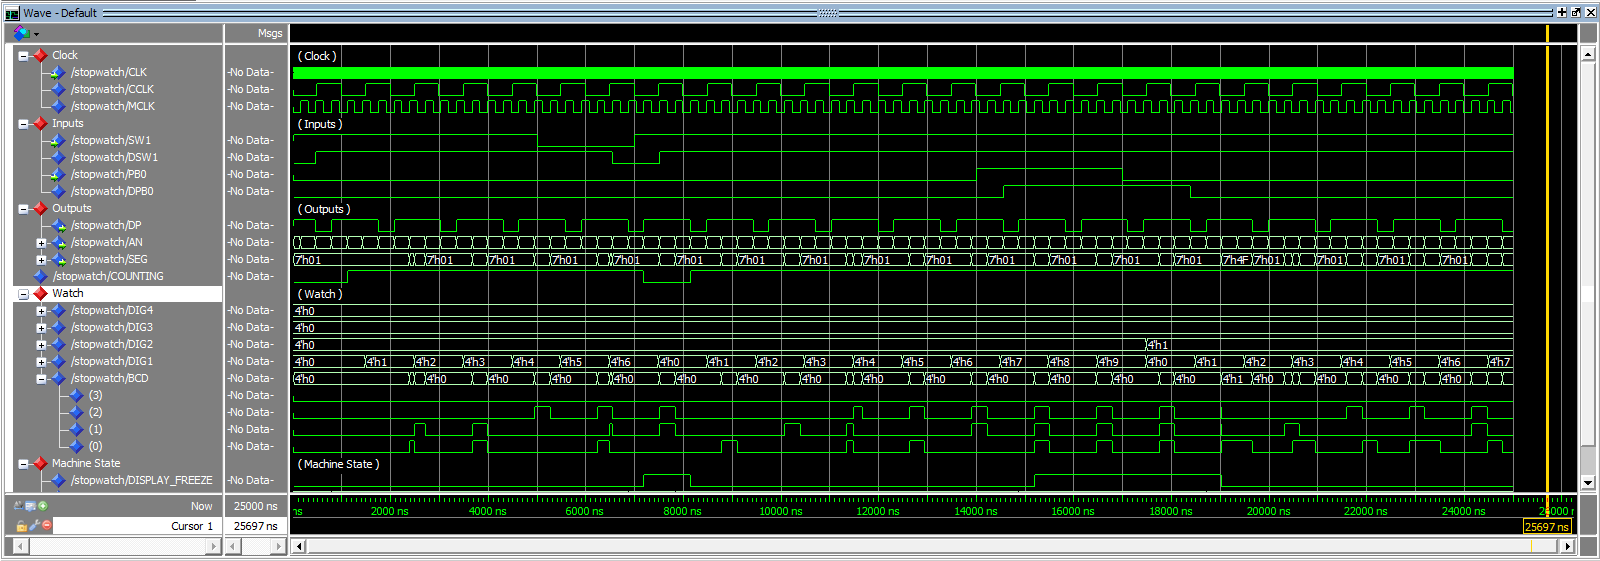 Wave - Default
Msgs
Clock
/stopwatch/CLK -No Data-
/stopwatch/CCLK -No Data-
/stopwatch/MCLK -No Data-
Inputs
/stopwatch/SW1 -No Data-
/stopwatch/DSW1 -No Data-
/stopwatch/PB0 -No Data-
/stopwatch/DPB0 -No Data-
Outputs
/stopwatch/DP -No Data-
/stopwatch/AN -No Data-
/stopwatch/SEG -No Data-
/stopwatch/COUNTING -No Data-
Watch
/stopwatch/DIG4 -No Data-
/stopwatch/DIG3 -No Data-
/stopwatch/DIG2 -No Data-
/stopwatch/DIG1 -No Data-
/stopwatch/BCD -No Data-
(3) -No Data-
(2) -No Data-
(1) -No Data-
(0) -No Data-
Machine State
/stopwatch/DISPLAY_FREEZE -No Data-
( Clock )
( Inputs )
( Outputs )
7'h01 7'h01 7'h01 7'h01 7'h01 7'h01 7'h01 7'h01 7'h01 7'h01 7'h01 7'h01 7'h01 7'h01 7'h01 7'h4F 7'h01 7'h01 7'h01 7'h01 7'h01
( Watch )
4'h0
4'h0
4'h0 4'h1
4'h0 4'h1 4'h2 4'h3 4'h4 4'h5 4'h6 4'h0 4'h1 4'h2 4'h3 4'h4 4'h5 4'h6 4'h7 4'h8 4'h9 4'h0 4'h1 4'h2 4'h3 4'h4 4'h5 4'h6 4'h7
4'h0 4'h0 4'h0 4'h0 4'h0 4'h0 4'h0 4'h0 4'h0 4'h0 4'h0 4'h0 4'h0 4'h0 4'h0 4'h1 4'h0 4'h0 4'h0 4'h0 4'h0
( Machine State )
Now 25000 ns
ns 2000 ns 4000 ns 6000 ns 8000 ns 10000 ns 12000 ns 14000 ns 16000 ns 18000 ns 20000 ns 22000 ns 24000 ns 26000 n
Cursor 1 25697 ns
25697 ns